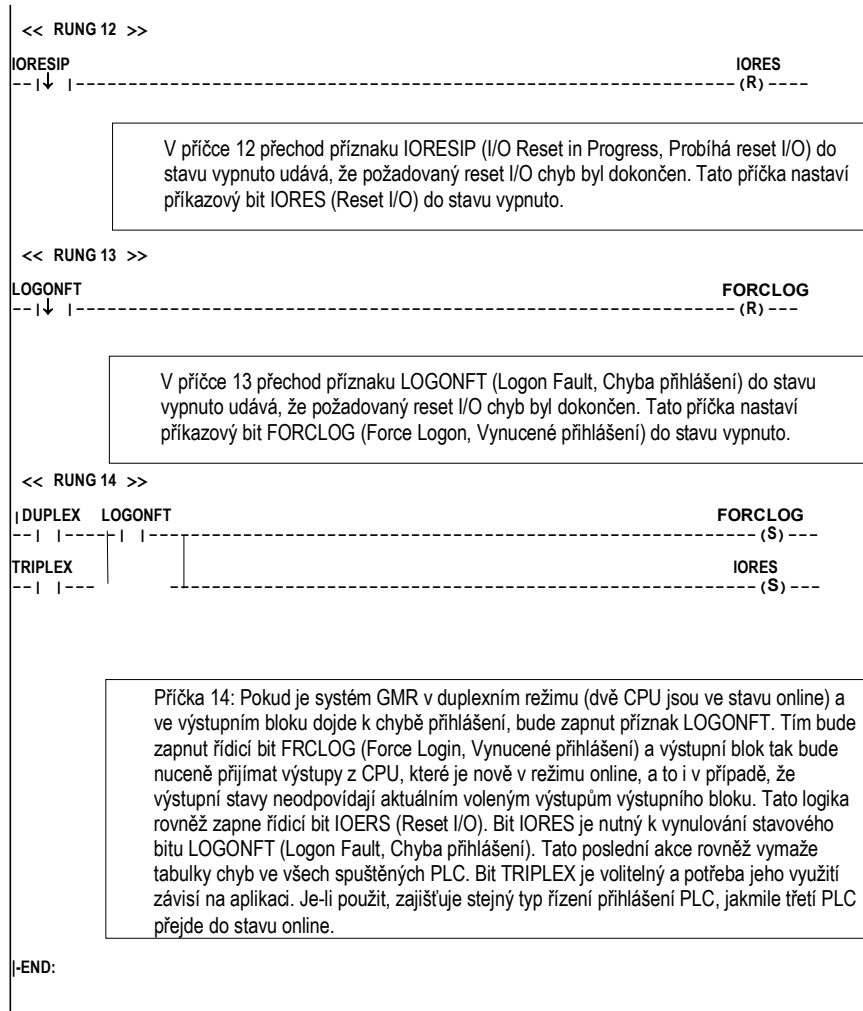 << RUNG 12 >>
IORESIP IORES
--|↓ |----------------------------------------------------------------(R)----
V příčce 12 přechod příznaku IORESIP (I/O Reset in Progress, Probíhá reset I/O) do
stavu vypnuto udává, že požadovaný reset I/O chyb byl dokončen. Tato příčka nastaví
příkazový bit IORES (Reset I/O) do stavu vypnuto.
<< RUNG 13 >>
LOGONFT FORCLOG
--|↓ |----------------------------------------------------------------(R)---
V příčce 13 přechod příznaku LOGONFT (Logon Fault, Chyba přihlášení) do stavu
vypnuto udává, že požadovaný reset I/O chyb byl dokončen. Tato příčka nastaví
příkazový bit FORCLOG (Force Logon, Vynucené přihlášení) do stavu vypnuto.
<< RUNG 14 >>
|DUPLEX LOGONFT FORCLOG
--| |-----+-| |-----------------------------------------------------------(S)---
TRIPLEX IORES
--| |--- ---------------------------------------------------------(S)---
Příčka 14: Pokud je systém GMR v duplexním režimu (dvě CPU jsou ve stavu online) a
ve výstupním bloku dojde k chybě přihlášení, bude zapnut příznak LOGONFT. Tím bude
zapnut řídicí bit FRCLOG (Force Login, Vynucené přihlášení) a výstupní blok tak bude
nuceně přijímat výstupy z CPU, které je nově v režimu online, a to i v případě, že
výstupní stavy neodpovídají aktuálním voleným výstupům výstupního bloku. Tato logika
rovněž zapne řídicí bit IOERS (Reset I/O). Bit IORES je nutný k vynulování stavového
bitu LOGONFT (Logon Fault, Chyba přihlášení). Tato poslední akce rovněž vymaže
tabulky chyb ve všech spuštěných PLC. Bit TRIPLEX je volitelný a potřeba jeho využití
závisí na aplikaci. Je-li použit, zajišťuje stejný typ řízení přihlášení PLC, jakmile třetí PLC
přejde do stavu online.
|-END: